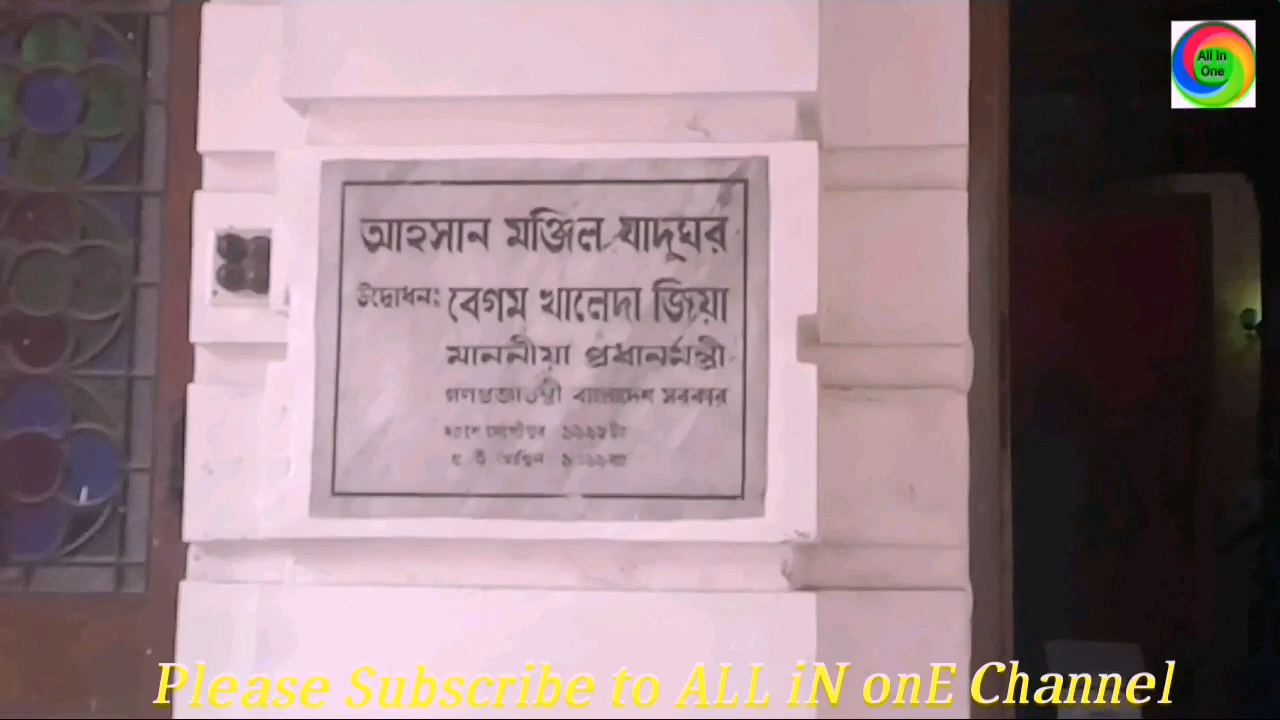 All In
One
আহসান মঞ্জিল যাদুঘর
উদ্বোধনঃ বেগম খালেদা জিয়া
মাননীয়া প্রধানমন্ত্রী
গণপ্রজাতন্ত্রী বাংলাদেশ সরকার
সেপ্টেম্বর
আশ্বিন
Please Subscribe to ALL iN onE Channel